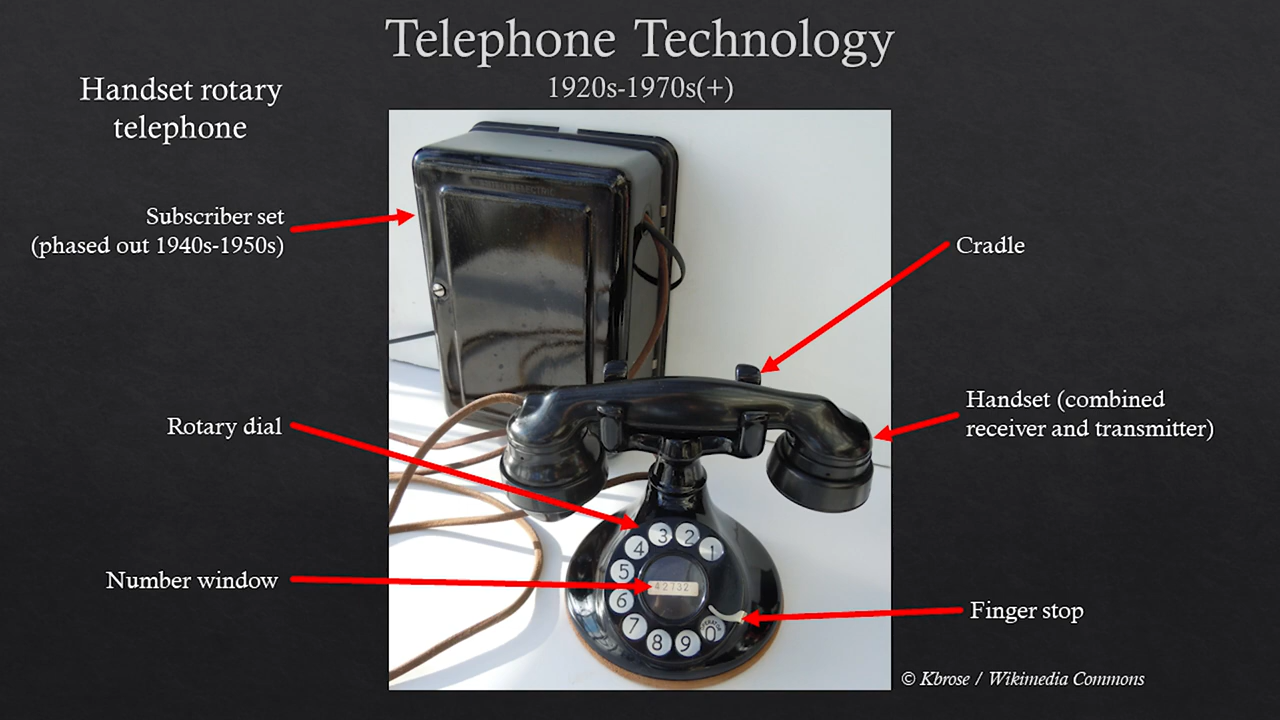 Telephone Technology
1920s-1970s(+)
Handset rotary
telephone
Subscriber set
(phased out 1940s-1950s)
Cradle
Handset (combined
receiver and transmitter)
Rotary dial
Number window
Finger stop
42732
1
2
3
4
5
6
7
8
9
OPERATOR
0
© Kbrose / Wikimedia Commons